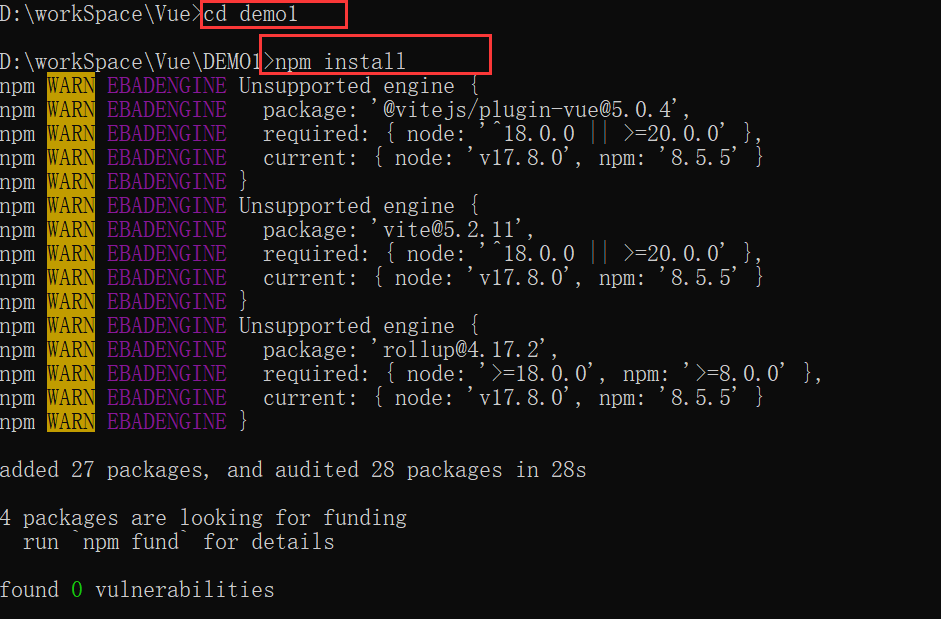 D:\workSpace\Vue>cd demo1
D:\workSpace\Vue\DEMO1>npm install
npm WARN EBADENGINE Unsupported engine {
npm WARN EBADENGINE   package: '@vitejs/plugin-vue@5.0.4',
npm WARN EBADENGINE   required: { node: '^18.0.0 || >=20.0.0' },
npm WARN EBADENGINE   current: { node: 'v17.8.0', npm: '8.5.5' }
npm WARN EBADENGINE }
npm WARN EBADENGINE Unsupported engine {
npm WARN EBADENGINE   package: 'vite@5.2.11',
npm WARN EBADENGINE   required: { node: '^18.0.0 || >=20.0.0' },
npm WARN EBADENGINE   current: { node: 'v17.8.0', npm: '8.5.5' }
npm WARN EBADENGINE }
npm WARN EBADENGINE Unsupported engine {
npm WARN EBADENGINE   package: 'rollup@4.17.2',
npm WARN EBADENGINE   required: { node: '>=18.0.0', npm: '>=8.0.0' },
npm WARN EBADENGINE   current: { node: 'v17.8.0', npm: '8.5.5' }
npm WARN EBADENGINE }
added 27 packages, and audited 28 packages in 28s
4 packages are looking for funding
  run `npm fund` for details
found 0 vulnerabilities